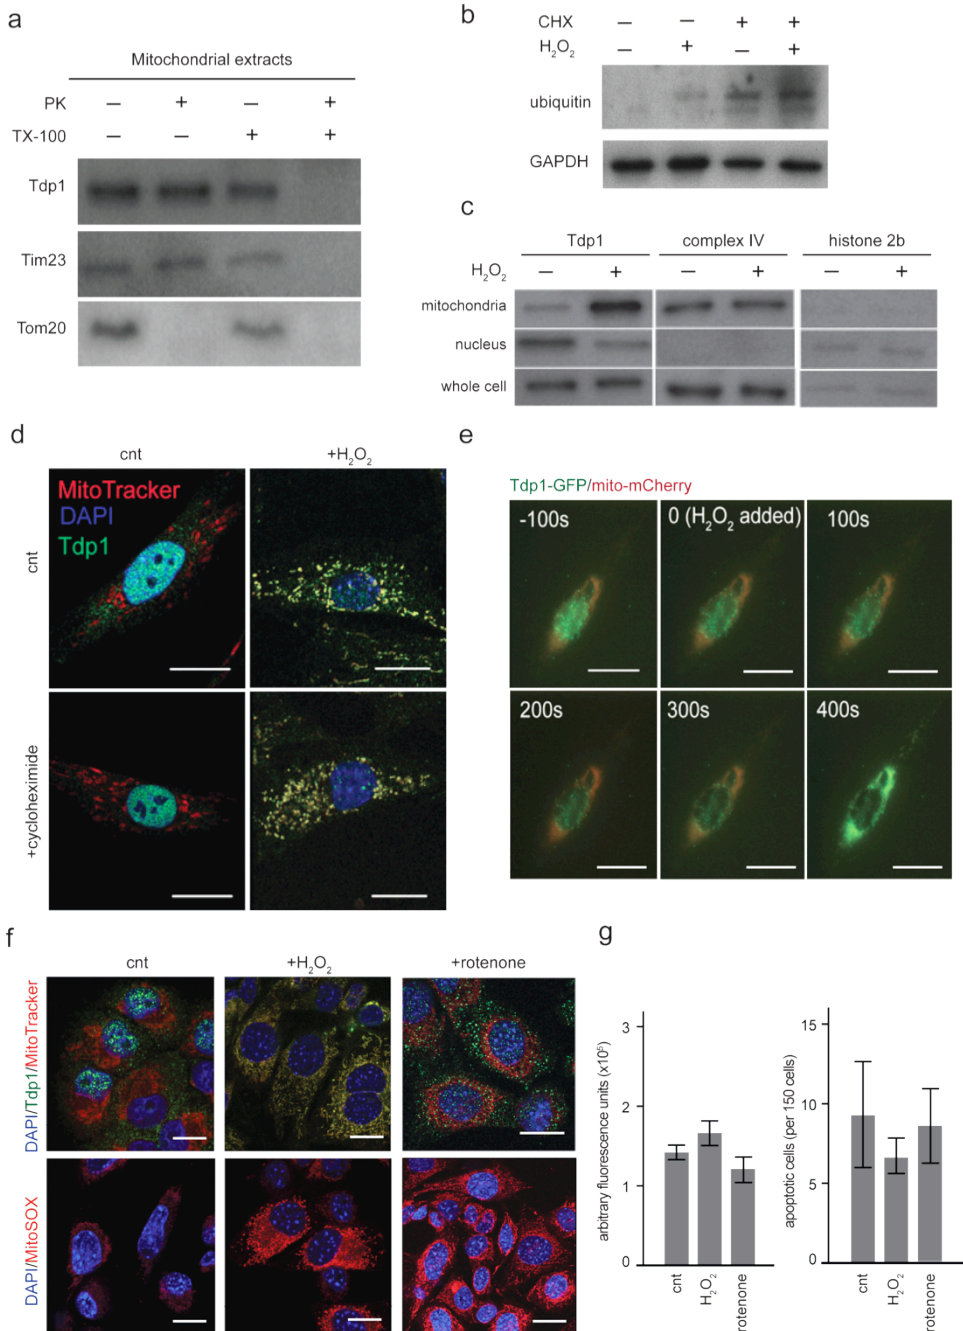 a
Mitochondrial extracts
PK – + – +
TX-100 – – + +
Tdp1
Tim23
Tom20
b
CHX – – + +
H₂O₂ – + – +
ubiquitin
GAPDH
c
Tdp1 complex IV histone 2b
H₂O₂ – + – + – +
mitochondria
nucleus
whole cell
d
cnt +H₂O₂
cnt
MitoTracker
DAPI
Tdp1
+cycloheximide
e
Tdp1-GFP/mito-mCherry
-100s 0 (H₂O₂ added) 100s
200s 300s 400s
f
cnt +H₂O₂ +rotenone
DAPI/Tdp1/MitoTracker
DAPI/MitoSOX
g
arbitrary fluorescence units (x10⁵)
3
2
1
0
cnt H₂O₂ rotenone
apoptotic cells (per 150 cells)
15
10
5
0
cnt H₂O₂ rotenone